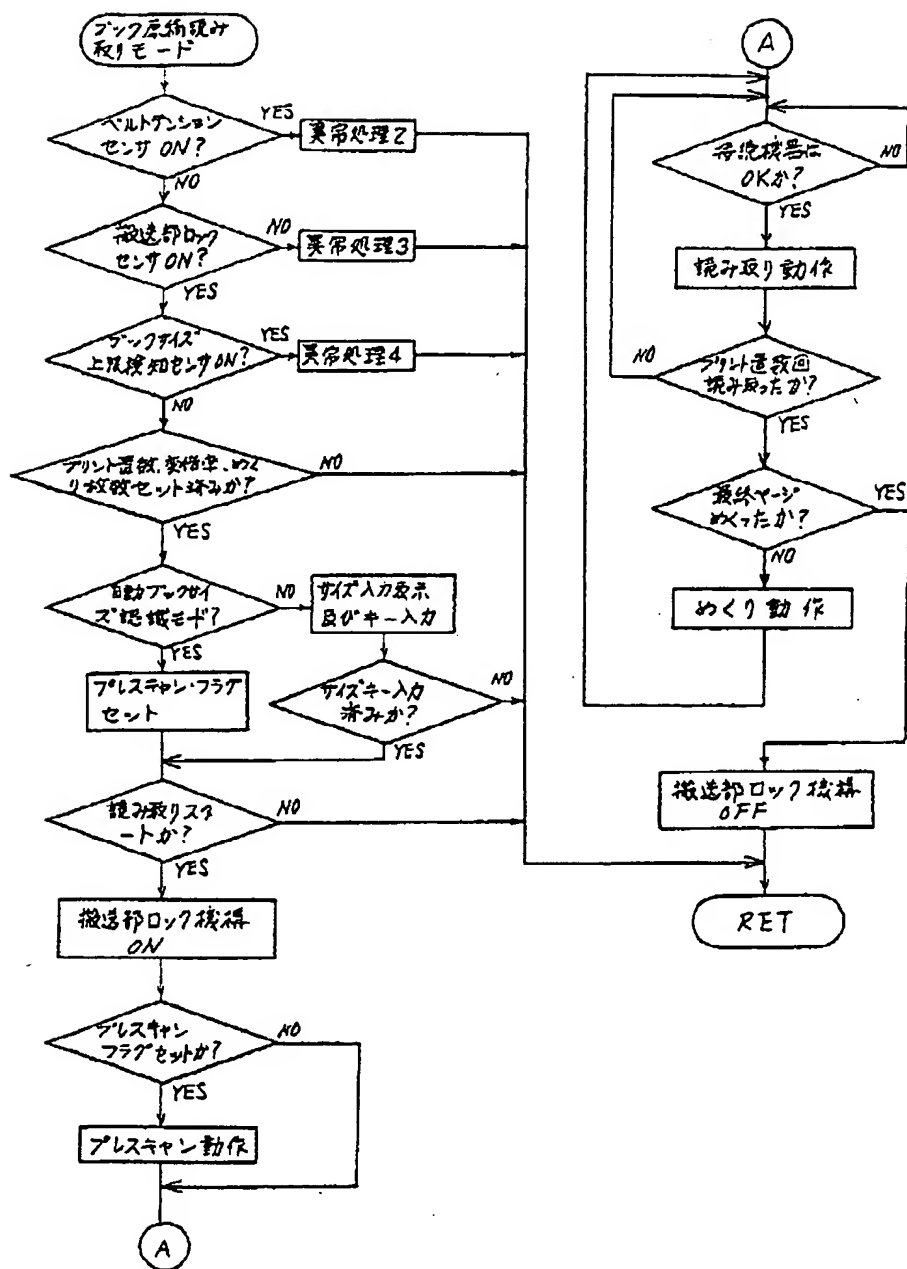 ブック原稿読み
取りモード
ベルトテンション
センサON?
YES
異常処理2
NO
搬送部ロック
センサON?
NO
異常処理3
YES
ブックサイズ
上限検知センサON?
YES
異常処理4
NO
プリント置数、変倍率、めく
り枚数セット済みか?
NO
YES
自動ブックサイ
ズ認識モード?
NO
サイズ入力表示
及びキー入力
YES
プレスキャン・フラグ
セット
サイズキー入力
済みか?
NO
YES
読み取りスタ
ートか?
NO
YES
搬送部ロック機構
ON
プレスキャン
フラグセットか?
NO
YES
プレスキャン動作
A
A
接続機器は
OKか?
NO
YES
読み取り動作
プリント置数回
読み取ったか?
NO
YES
最終ページ
めくったか?
YES
NO
めくり動作
搬送部ロック機構
OFF
RET